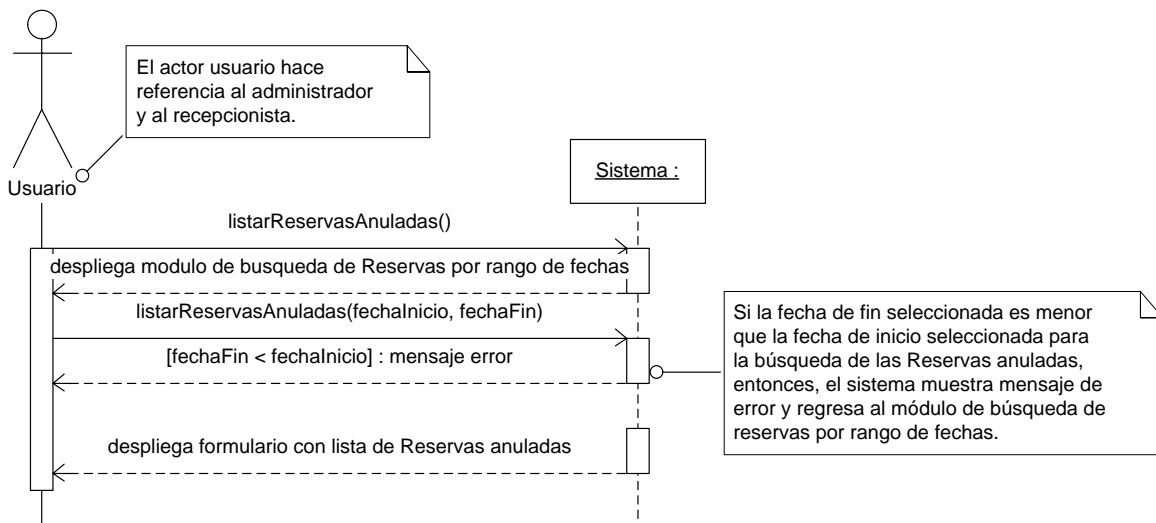 El actor usuario hace
referencia al administrador
y al recepcionista.
Usuario
Sistema :
listarReservasAnuladas()
despliega modulo de busqueda de Reservas por rango de fechas
listarReservasAnuladas(fechaInicio, fechaFin)
[fechaFin < fechaInicio] : mensaje error
Si la fecha de fin seleccionada es menor
que la fecha de inicio seleccionada para
la búsqueda de las Reservas anuladas,
entonces, el sistema muestra mensaje de
error y regresa al módulo de búsqueda de
reservas por rango de fechas.
despliega formulario con lista de Reservas anuladas